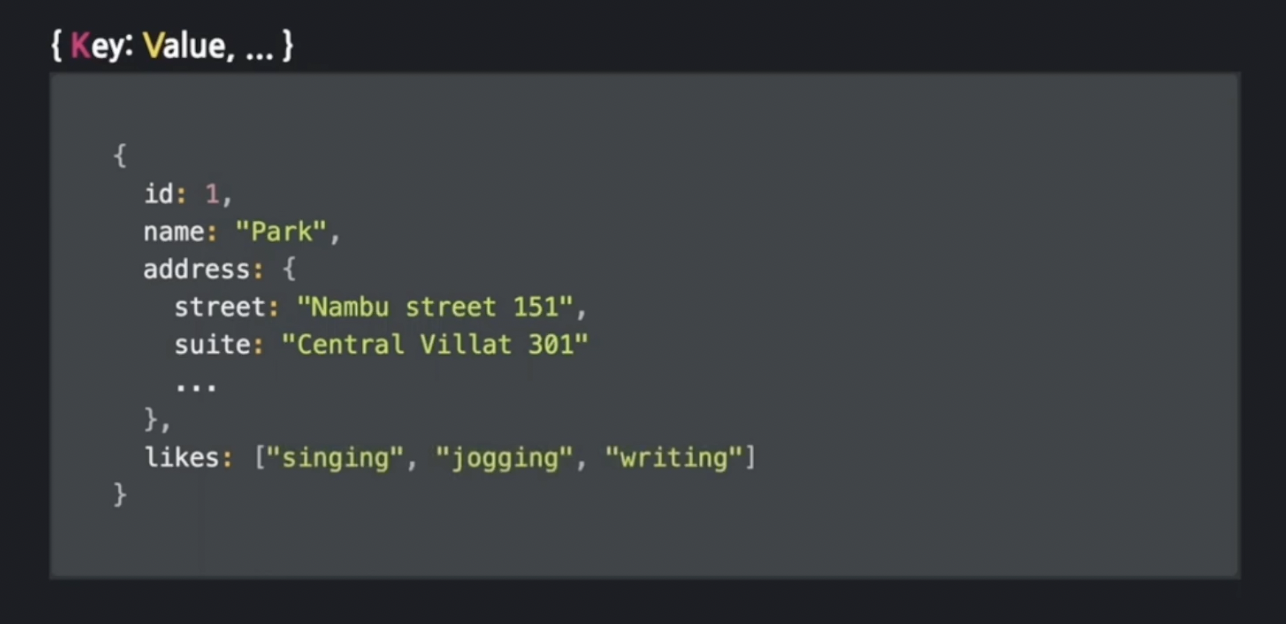 { Key: Value, ... }
{
id: 1,
name: "Park",
address: {
street: "Nambu street 151",
suite: "Central Villat 301"
...
},
likes: ["singing", "jogging", "writing"]
}